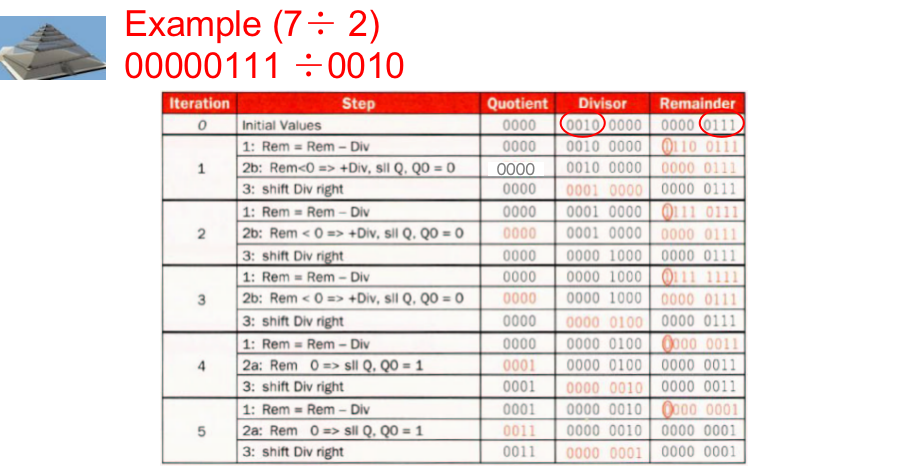 Example (7÷ 2)
00000111 ÷0010
Iteration Step Quotient Divisor Remainder
0 Initial Values 0000 0010 0000 0000 0111
1: Rem = Rem – Div 0000 0010 0000 0110 0111
1 2b: Rem<0 => +Div, sll Q, Q0 = 0 0000 0010 0000 0000 0111
3: shift Div right 0000 0001 0000 0000 0111
1: Rem = Rem – Div 0000 0001 0000 0111 0111
2 2b: Rem < 0 => +Div, sll Q, Q0 = 0 0000 0001 0000 0000 0111
3: shift Div right 0000 0000 1000 0000 0111
1: Rem = Rem – Div 0000 0000 1000 0111 1111
3 2b: Rem < 0 => +Div, sll Q, Q0 = 0 0000 0000 1000 0000 0111
3: shift Div right 0000 0000 0100 0000 0111
1: Rem = Rem – Div 0000 0000 0100 0000 0011
4 2a: Rem 0 => sll Q, Q0 = 1 0001 0000 0100 0000 0011
3: shift Div right 0001 0000 0010 0000 0011
1: Rem = Rem – Div 0001 0000 0010 0000 0001
5 2a: Rem 0 => sll Q, Q0 = 1 0011 0000 0010 0000 0001
3: shift Div right 0011 0000 0001 0000 0001